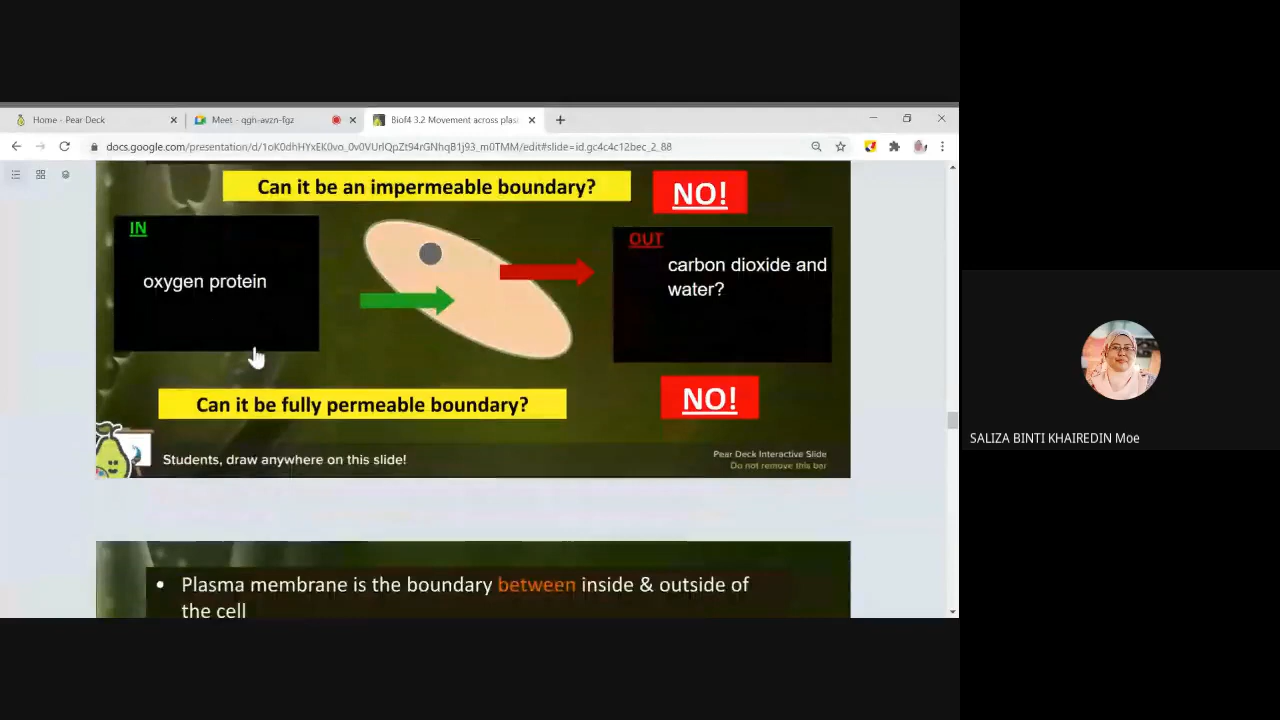 Home - Pear Deck
Meet - qgh-avzn-fgz
Biof4 3.2 Movement across plas
docs.google.com/presentation/d/1oK0dhHYxEK0vo_0v0VUrlQpZt94rGNhqB1j93_m0TMM/edit#slide=id.gc4c4c12bec_2_88
Can it be an impermeable boundary?
NO!
IN
oxygen protein
OUT
carbon dioxide and
water?
Can it be fully permeable boundary?
NO!
Students, draw anywhere on this slide!
Pear Deck Interactive Slide
Do not remove this bar
• Plasma membrane is the boundary between inside & outside of
the cell
SALIZA BINTI KHAIREDIN Moe